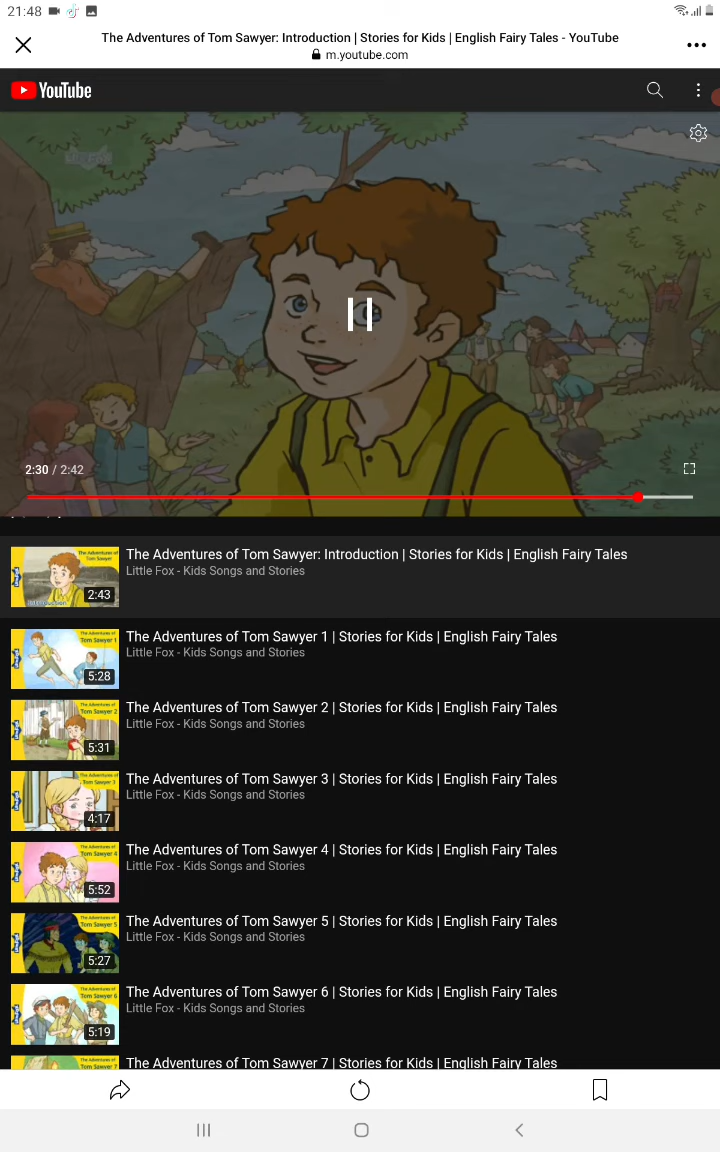 21:48
The Adventures of Tom Sawyer: Introduction | Stories for Kids | English Fairy Tales - YouTube
m.youtube.com
YouTube
2:30 / 2:42
The Adventures of Tom Sawyer: Introduction | Stories for Kids | English Fairy Tales
Little Fox - Kids Songs and Stories
2:43
The Adventures of Tom Sawyer 1 | Stories for Kids | English Fairy Tales
Little Fox - Kids Songs and Stories
5:28
The Adventures of Tom Sawyer 2 | Stories for Kids | English Fairy Tales
Little Fox - Kids Songs and Stories
5:31
The Adventures of Tom Sawyer 3 | Stories for Kids | English Fairy Tales
Little Fox - Kids Songs and Stories
4:17
The Adventures of Tom Sawyer 4 | Stories for Kids | English Fairy Tales
Little Fox - Kids Songs and Stories
5:52
The Adventures of Tom Sawyer 5 | Stories for Kids | English Fairy Tales
Little Fox - Kids Songs and Stories
5:27
The Adventures of Tom Sawyer 6 | Stories for Kids | English Fairy Tales
Little Fox - Kids Songs and Stories
5:19
The Adventures of Tom Sawyer 7 | Stories for Kids | English Fairy Tales